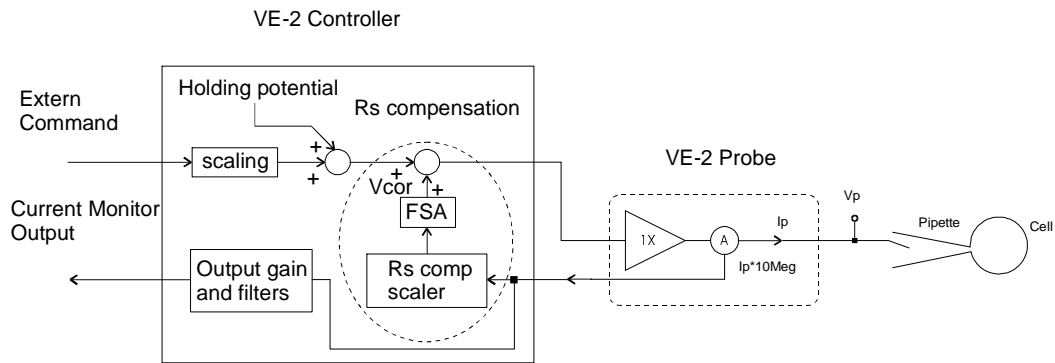 VE-2 Controller
Holding potential
Extern
Command
Rs compensation
+
scaling
+
+
+
Vcor
FSA
Current Monitor
Output
Output gain
and filters
Rs comp
scaler
VE-2 Probe
1X
A
Ip
Ip*10Meg
Vp
Pipette
Cell